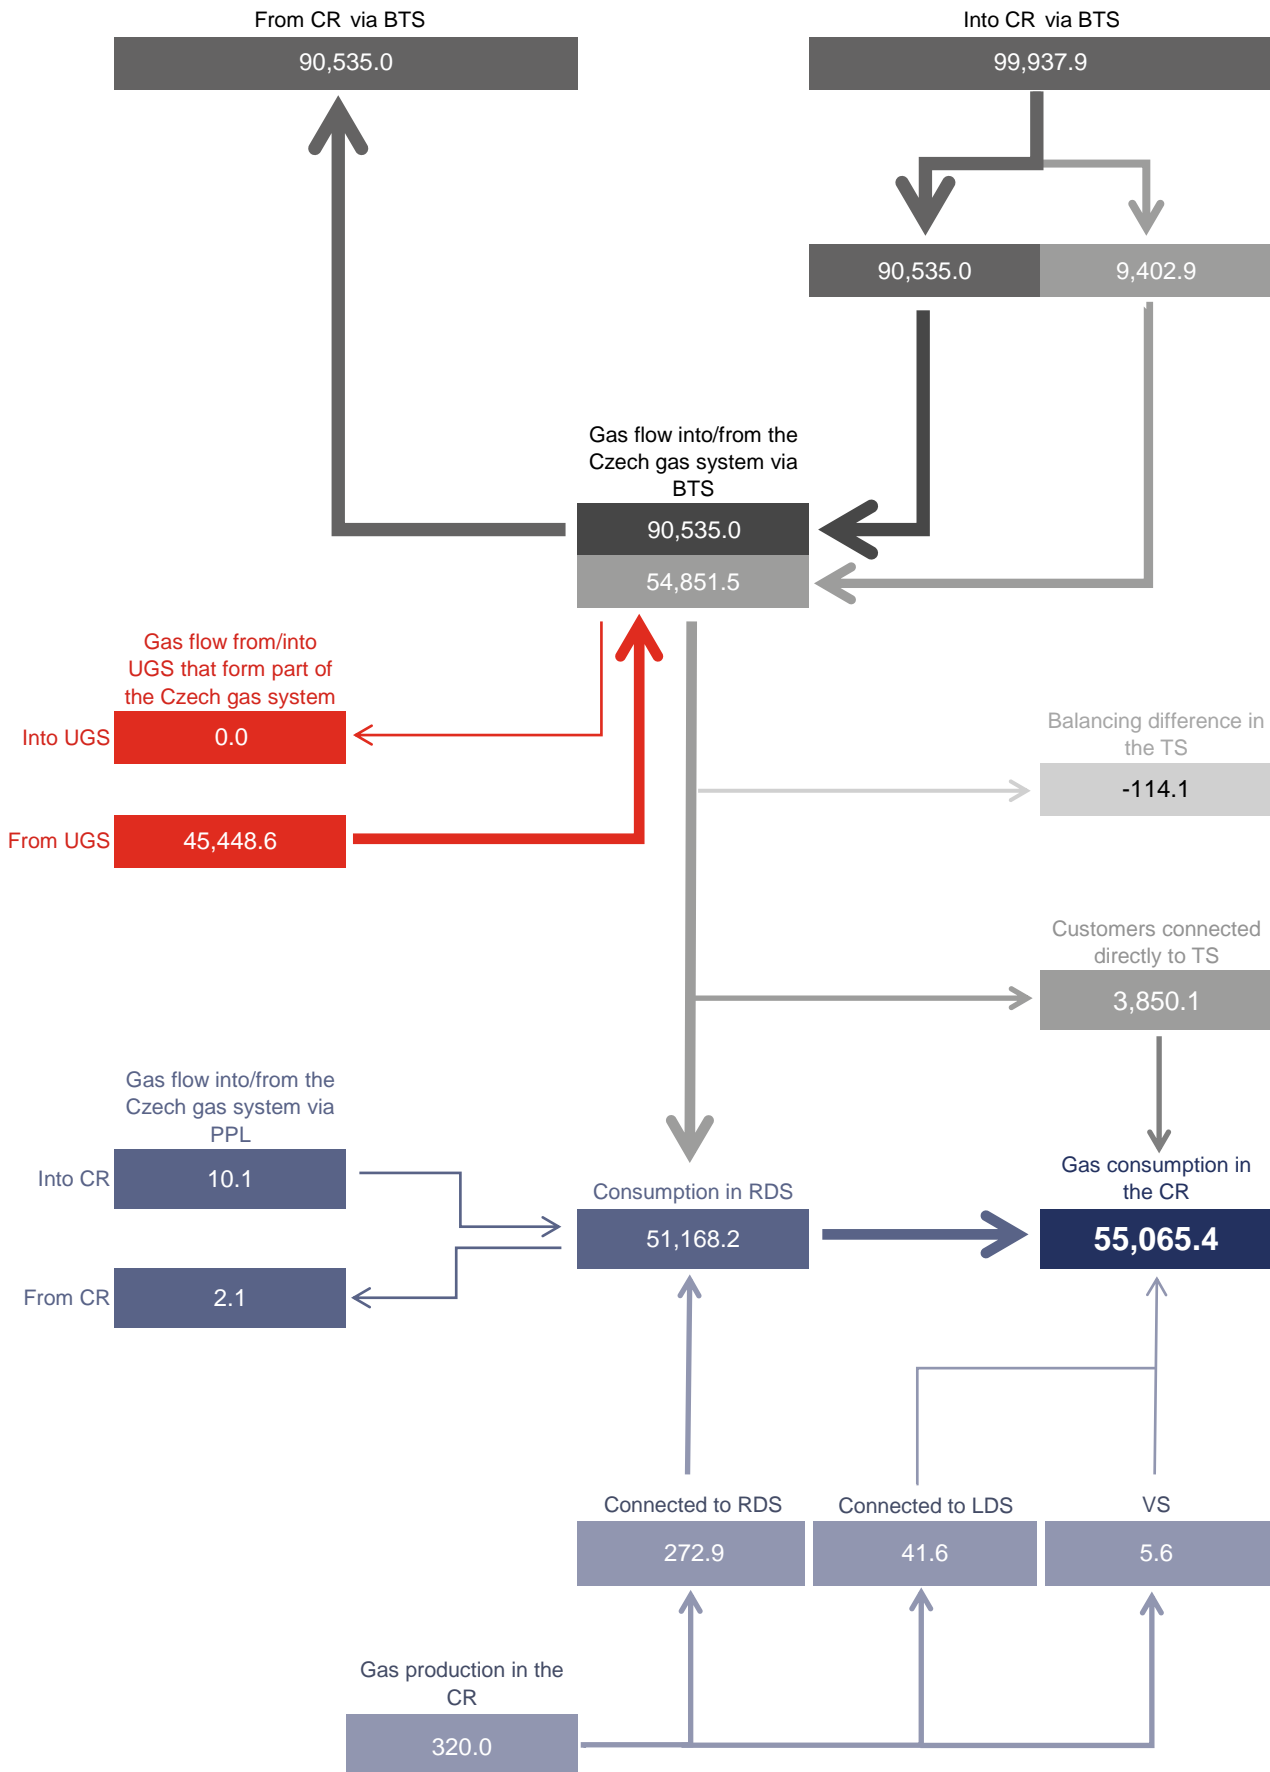 From CR via BTS
Into CR via BTS
90,535.0
99,937.9
90,535.0
9,402.9
Gas flow into/from the
Czech gas system via
BTS
90,535.0
54,851.5
Gas flow from/into
UGS that form part of
the Czech gas system
Into UGS
0.0
From UGS
45,448.6
Balancing difference in
the TS
-114.1
Customers connected
directly to TS
3,850.1
Gas flow into/from the
Czech gas system via
PPL
Into CR
10.1
From CR
2.1
Consumption in RDS
51,168.2
Gas consumption in
the CR
55,065.4
Connected to RDS
272.9
Connected to LDS
41.6
VS
5.6
Gas production in the
CR
320.0